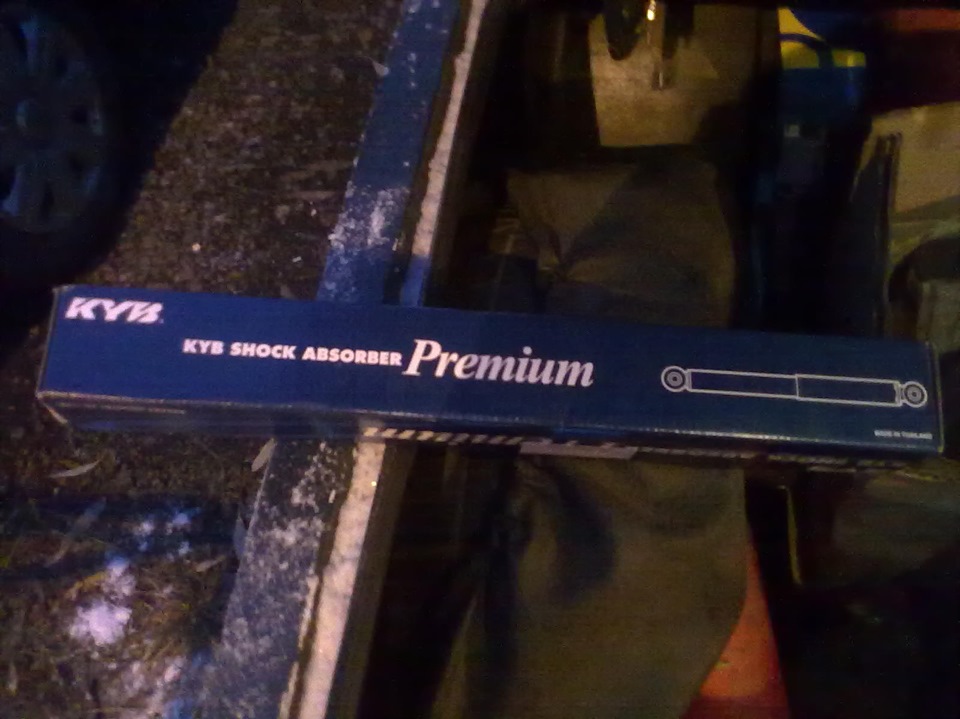 KYB
KYB SHOCK ABSORBER Premium
MADE IN THAILAND